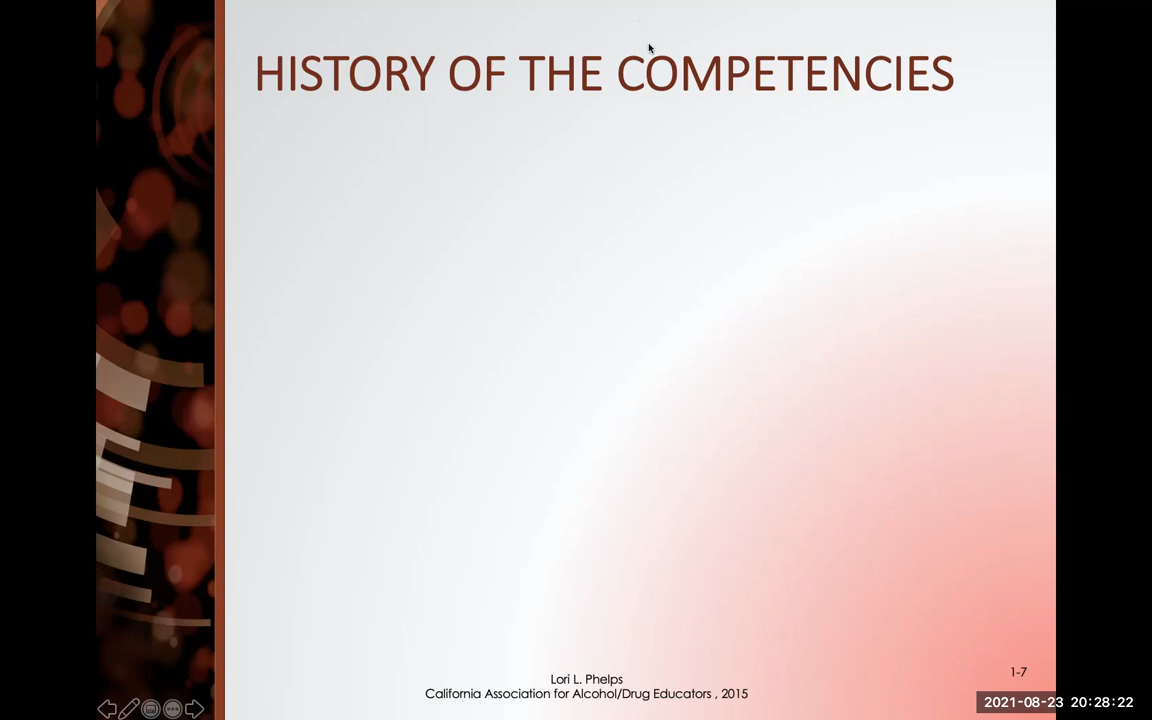 HISTORY OF THE COMPETENCIES
Lori L. Phelps
California Association for Alcohol/Drug Educators , 2015
1-7
2021-08-23 20:28:22